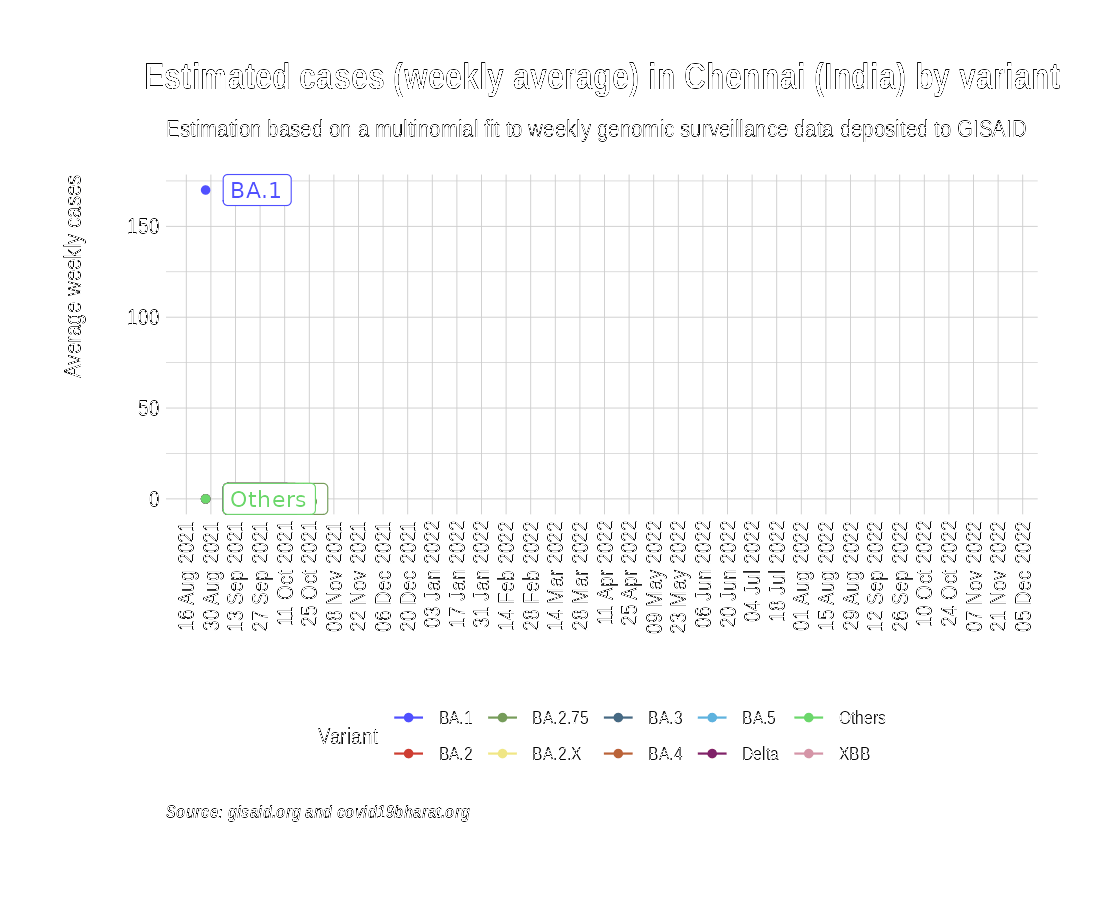 Estimated cases (weekly average) in Chennai (India) by variant
Estimation based on a multinomial fit to weekly genomic surveillance data deposited to GISAID
Average weekly cases
BA.1
150
100
50
0
Others
16 Aug 2021
30 Aug 2021
13 Sep 2021
27 Sep 2021
11 Oct 2021
25 Oct 2021
08 Nov 2021
22 Nov 2021
06 Dec 2021
20 Dec 2021
03 Jan 2022
17 Jan 2022
31 Jan 2022
14 Feb 2022
28 Feb 2022
14 Mar 2022
28 Mar 2022
11 Apr 2022
25 Apr 2022
09 May 2022
23 May 2022
06 Jun 2022
20 Jun 2022
04 Jul 2022
18 Jul 2022
01 Aug 2022
15 Aug 2022
29 Aug 2022
12 Sep 2022
26 Sep 2022
10 Oct 2022
24 Oct 2022
07 Nov 2022
21 Nov 2022
05 Dec 2022
Variant
BA.1 BA.2.75 BA.3 BA.5 Others
BA.2 BA.2.X BA.4 Delta XBB
Source: gisaid.org and covid19bharat.org